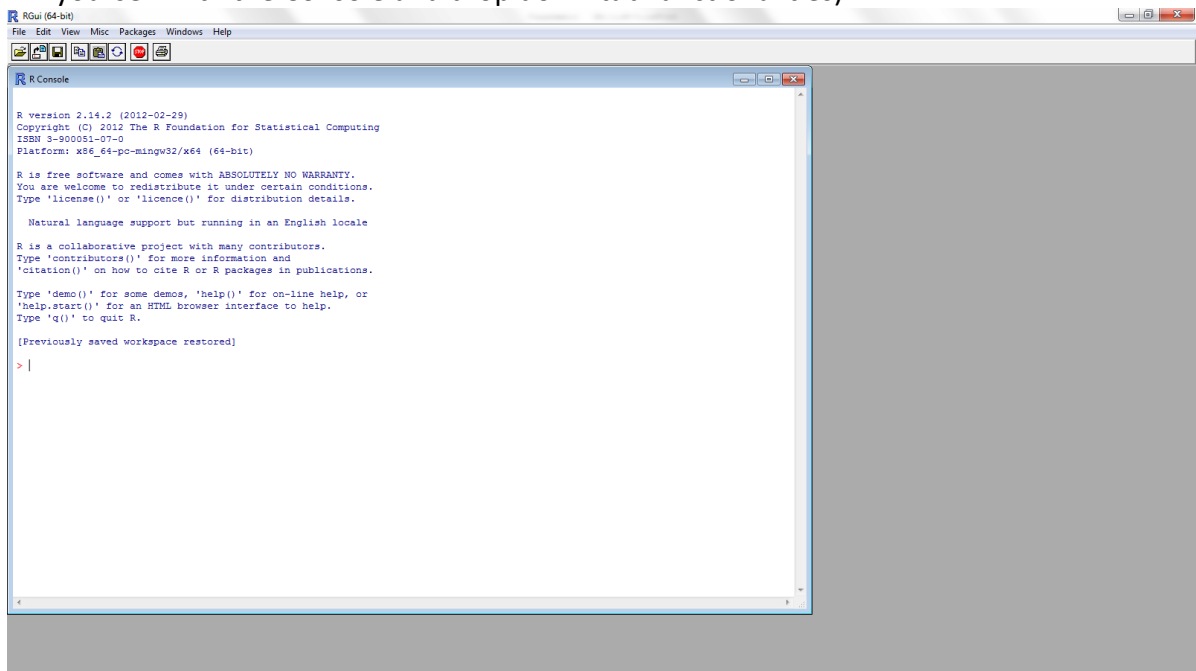 RGui (64-bit)
File Edit View Misc Packages Windows Help
STOP
R Console
R version 2.14.2 (2012-02-29)
Copyright (C) 2012 The R Foundation for Statistical Computing
ISBN 3-900051-07-0
Platform: x86_64-pc-mingw32/x64 (64-bit)
R is free software and comes with ABSOLUTELY NO WARRANTY.
You are welcome to redistribute it under certain conditions.
Type 'license()' or 'licence()' for distribution details.
Natural language support but running in an English locale
R is a collaborative project with many contributors.
Type 'contributors()' for more information and
'citation()' on how to cite R or R packages in publications.
Type 'demo()' for some demos, 'help()' for on-line help, or
'help.start()' for an HTML browser interface to help.
Type 'q()' to quit R.
[Previously saved workspace restored]
>